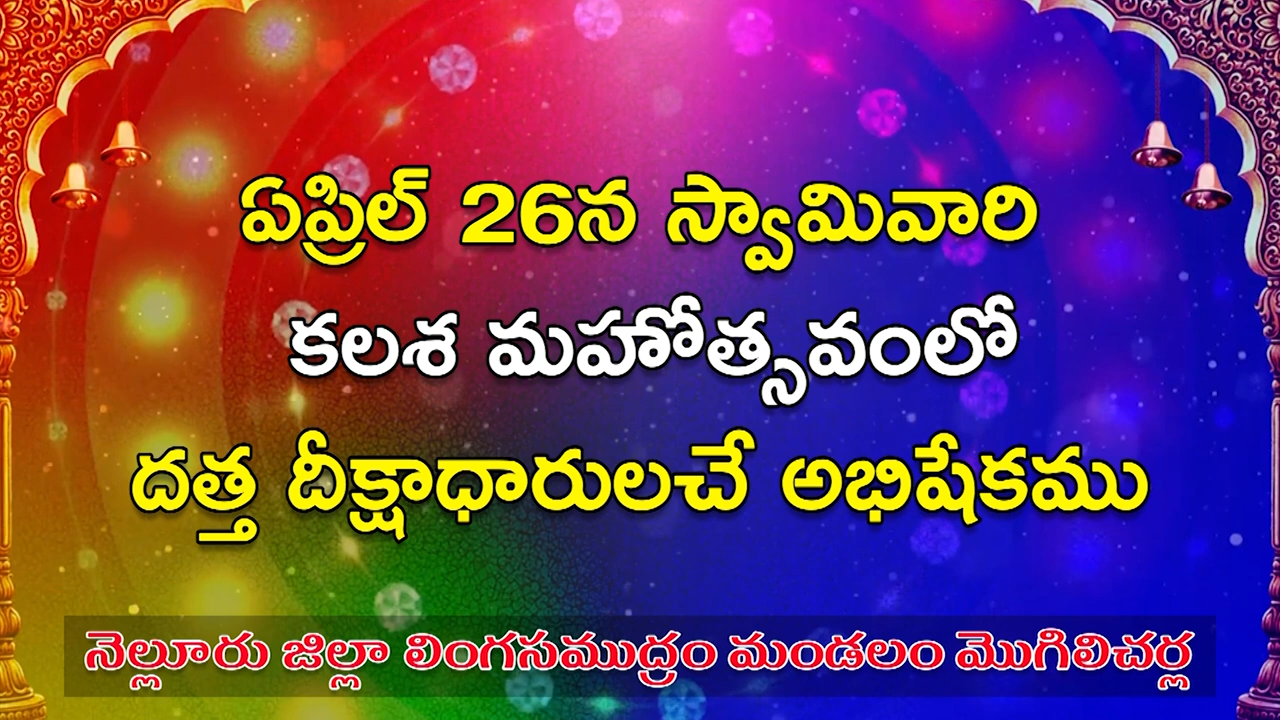 ఏప్రిల్ 26న స్వామివారి
కలశ మహోత్సవంలో
దత్త దీక్షాధారులచే అభిషేకము
నెల్లూరు జిల్లా లింగసముద్రం మండలం మొగిలిచర్ల